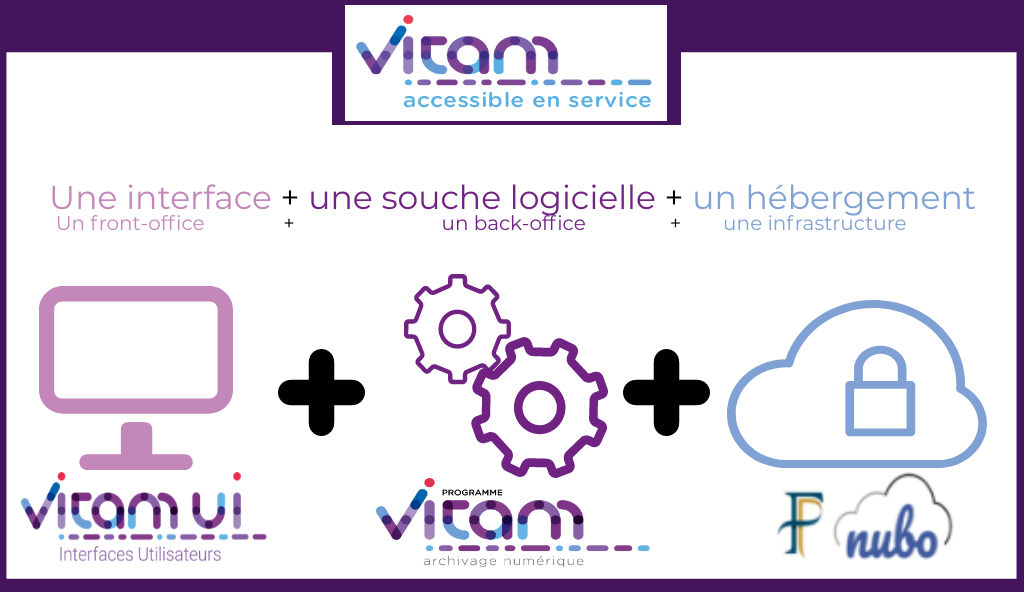 vitam
accessible en service
Une interface + une souche logicielle + un hébergement
Un front-office + un back-office + une infrastructure
vitam ui
Interfaces Utilisateurs
PROGRAMME
vitam
archivage numérique
FP
nubo